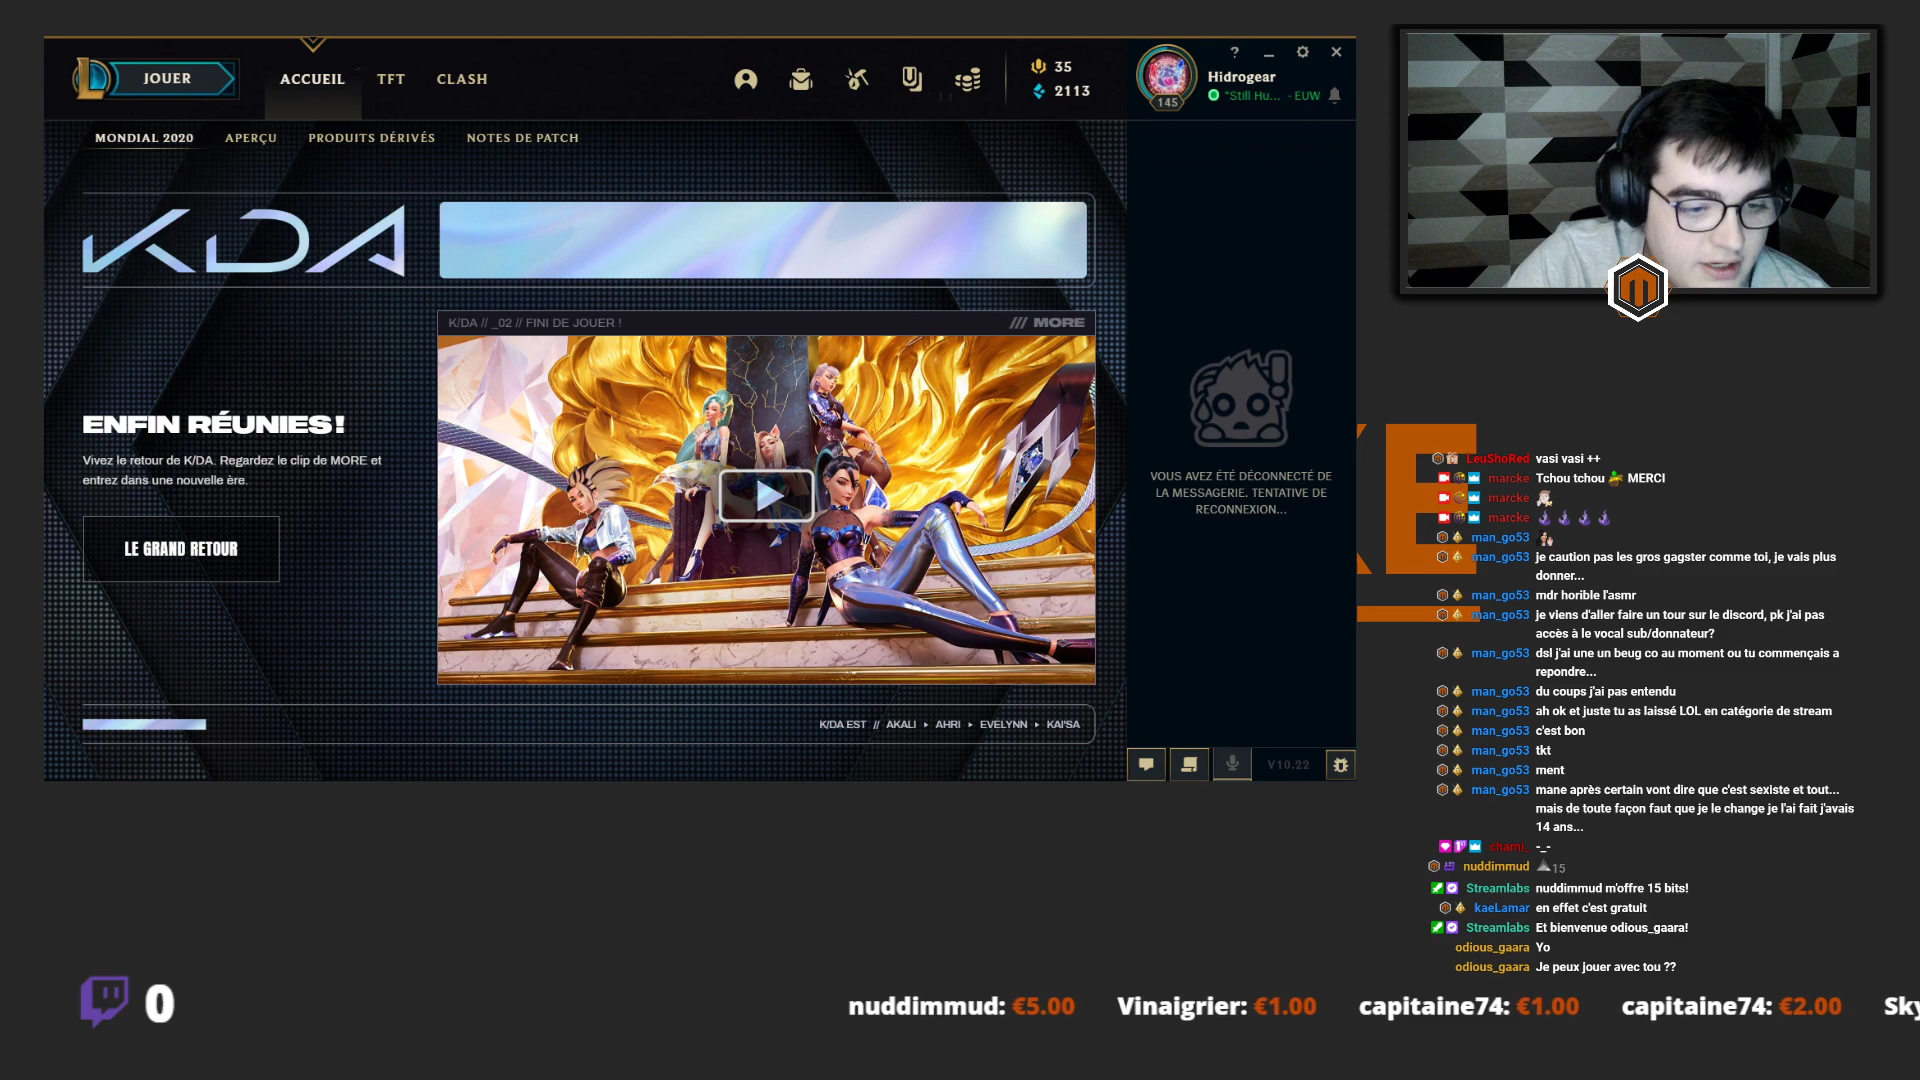 JOUER
ACCUEIL
TFT
CLASH
35
2113
145
Hidrogear
"Still Hu... - EUW
MONDIAL 2020
APERÇU
PRODUITS DÉRIVÉS
NOTES DE PATCH
KDA
K/DA // _02 // FINI DE JOUER !
/// MORE
ENFIN RÉUNIES !
Vivez le retour de K/DA. Regardez le clip de MORE et
entrez dans une nouvelle ère.
LE GRAND RETOUR
K/DA EST // AKALI ▸ AHRI ▸ EVELYNN ▸ KAI'SA
VOUS AVEZ ÉTÉ DÉCONNECTÉ DE
LA MESSAGERIE. TENTATIVE DE
RECONNEXION...
V10.22
E
LeuShoRed vasi vasi ++
marcke Tchou tchou MERCI
marcke
marcke
man_go53
man_go53 je caution pas les gros gagster comme toi, je vais plus
donner...
man_go53 mdr horible l'asmr
man_go53 je viens d'aller faire un tour sur le discord, pk j'ai pas
accès à le vocal sub/donnateur?
man_go53 dsl j'ai une un beug co au moment ou tu commençais a
repondre...
man_go53 du coups j'ai pas entendu
man_go53 ah ok et juste tu as laissé LOL en catégorie de stream
man_go53 c'est bon
man_go53 tkt
man_go53 ment
man_go53 mane après certain vont dire que c'est sexiste et tout...
mais de toute façon faut que je le change je l'ai fait j'avais
14 ans...
charni_ -_-
nuddimmud 15
Streamlabs nuddimmud m'offre 15 bits!
kaeLamar en effet c'est gratuit
Streamlabs Et bienvenue odious_gaara!
odious_gaara Yo
odious_gaara Je peux jouer avec tou ??
0
nuddimmud: €5.00 Vinaigrier: €1.00 capitaine74: €1.00 capitaine74: €2.00 Sky